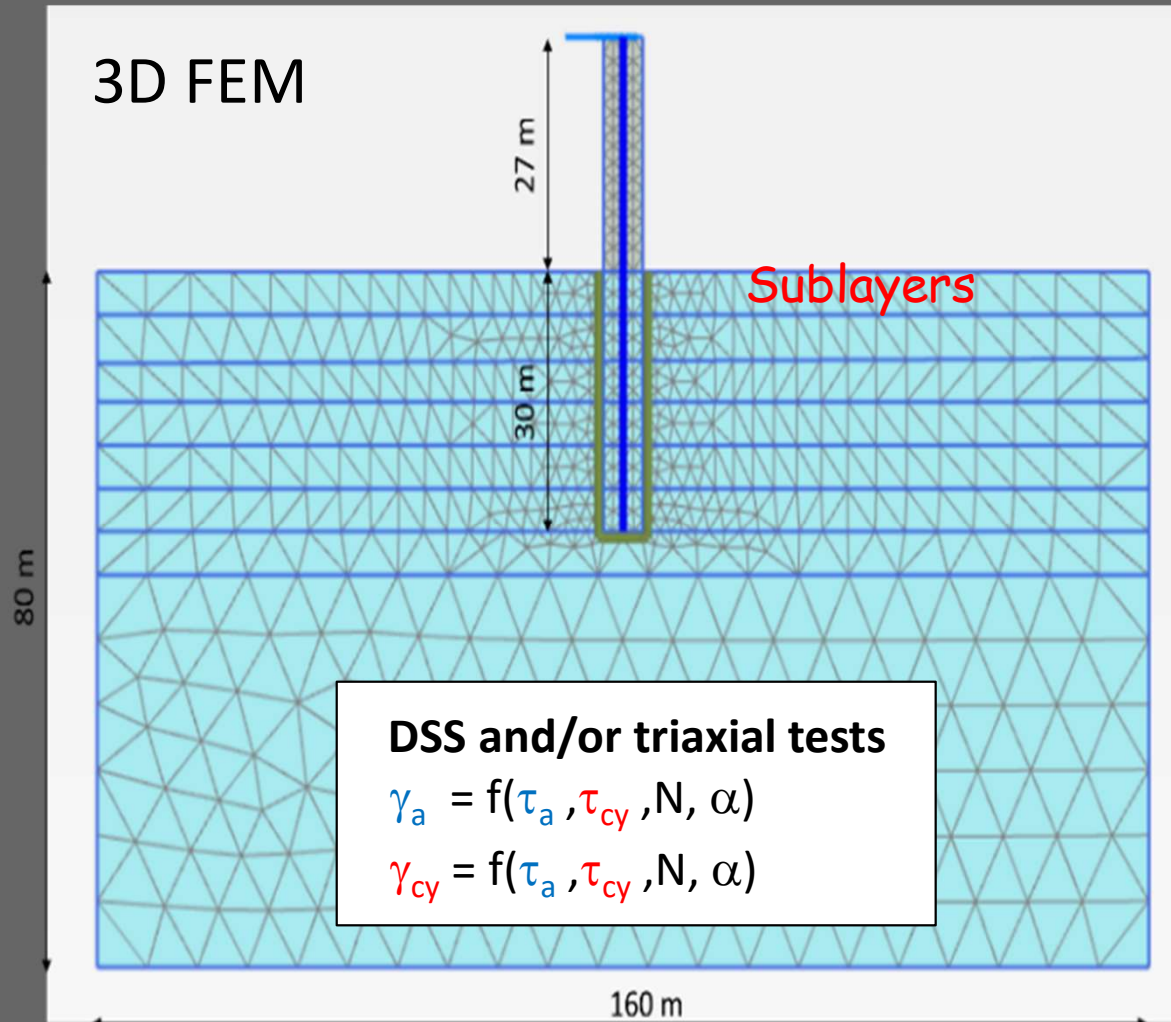 3D FEM
27 m
Sublayers
30 m
80 m
DSS and/or triaxial tests
γa = f(τa ,τcy ,N, α)
γcy = f(τa ,τcy ,N, α)
160 m